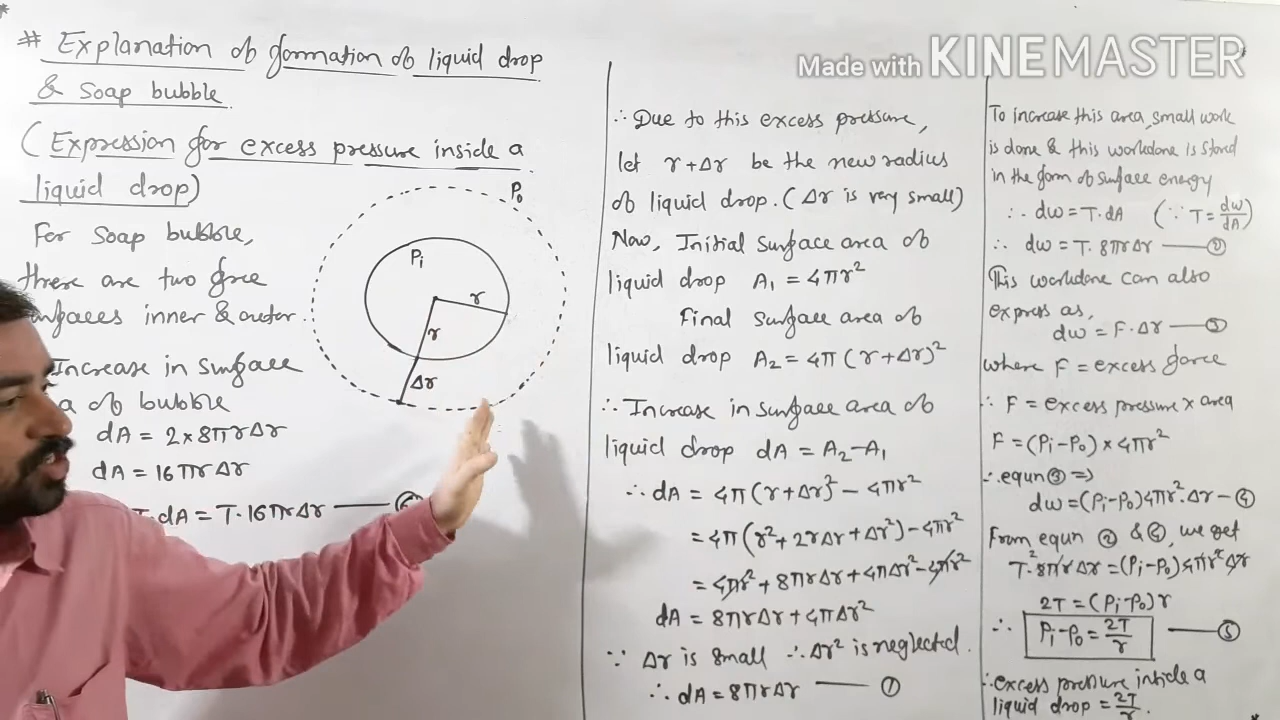 # Explanation of formation of liquid drop
& Soap bubble
(Expression for excess pressure inside a
liquid drop)
For Soap bubble,
there are two free
surfaces inner & outer.
Increase in surface
a of bubble
dA = 2×8πrΔr
dA = 16πrΔr
T.dA = T.16πrΔr
P₀
Pᵢ
r
r
Δr
Made with KINEMASTER
∴ Due to this excess pressure,
let r+Δr be the new radius
of liquid drop. (Δr is very small)
Now, Initial surface area of
liquid drop A₁ = 4πr²
Final surface area of
liquid drop A₂ = 4π(r+Δr)²
∴ Increase in surface area of
liquid drop dA = A₂-A₁
∴ dA = 4π(r+Δr)² - 4πr²
= 4π(r²+2rΔr+Δr²)-4πr²
= 4πr²+8πrΔr+4πΔr²-4πr²
dA = 8πrΔr+4πΔr²
∵ Δr is small ∴ Δr² is neglected.
∴ dA = 8πrΔr — ①
To increase this area, small work
is done & this workdone is stored
in the form of surface energy
∴ dw = T.dA (∵ T = dw/dA)
∴ dw = T.8πrΔr — ②
This workdone can also
express as,
dw = F.Δr — ③
where F = excess force
∴ F = excess pressure × area
F = (Pᵢ-P₀) × 4πr²
∴ equn ③ ⇒
dw = (Pᵢ-P₀)4πr².Δr — ④
From equn ② & ④, we get
T.8πrΔr = (Pᵢ-P₀)4πr²Δr
2T = (Pᵢ-P₀)r
∴ Pᵢ-P₀ = 2T/r — ⑤
∴ excess pressure inside a
liquid drop = 2T/r.